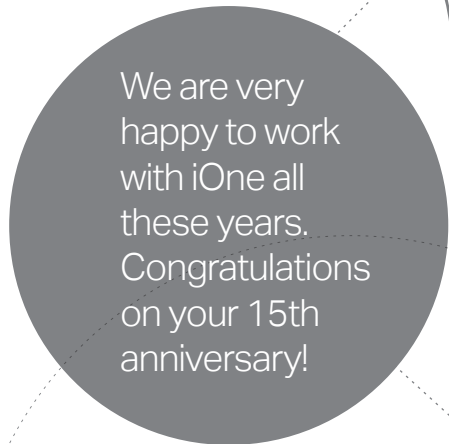 We are very
happy to work
with iOne all
these years.
Congratulations
on your 15th
anniversary!